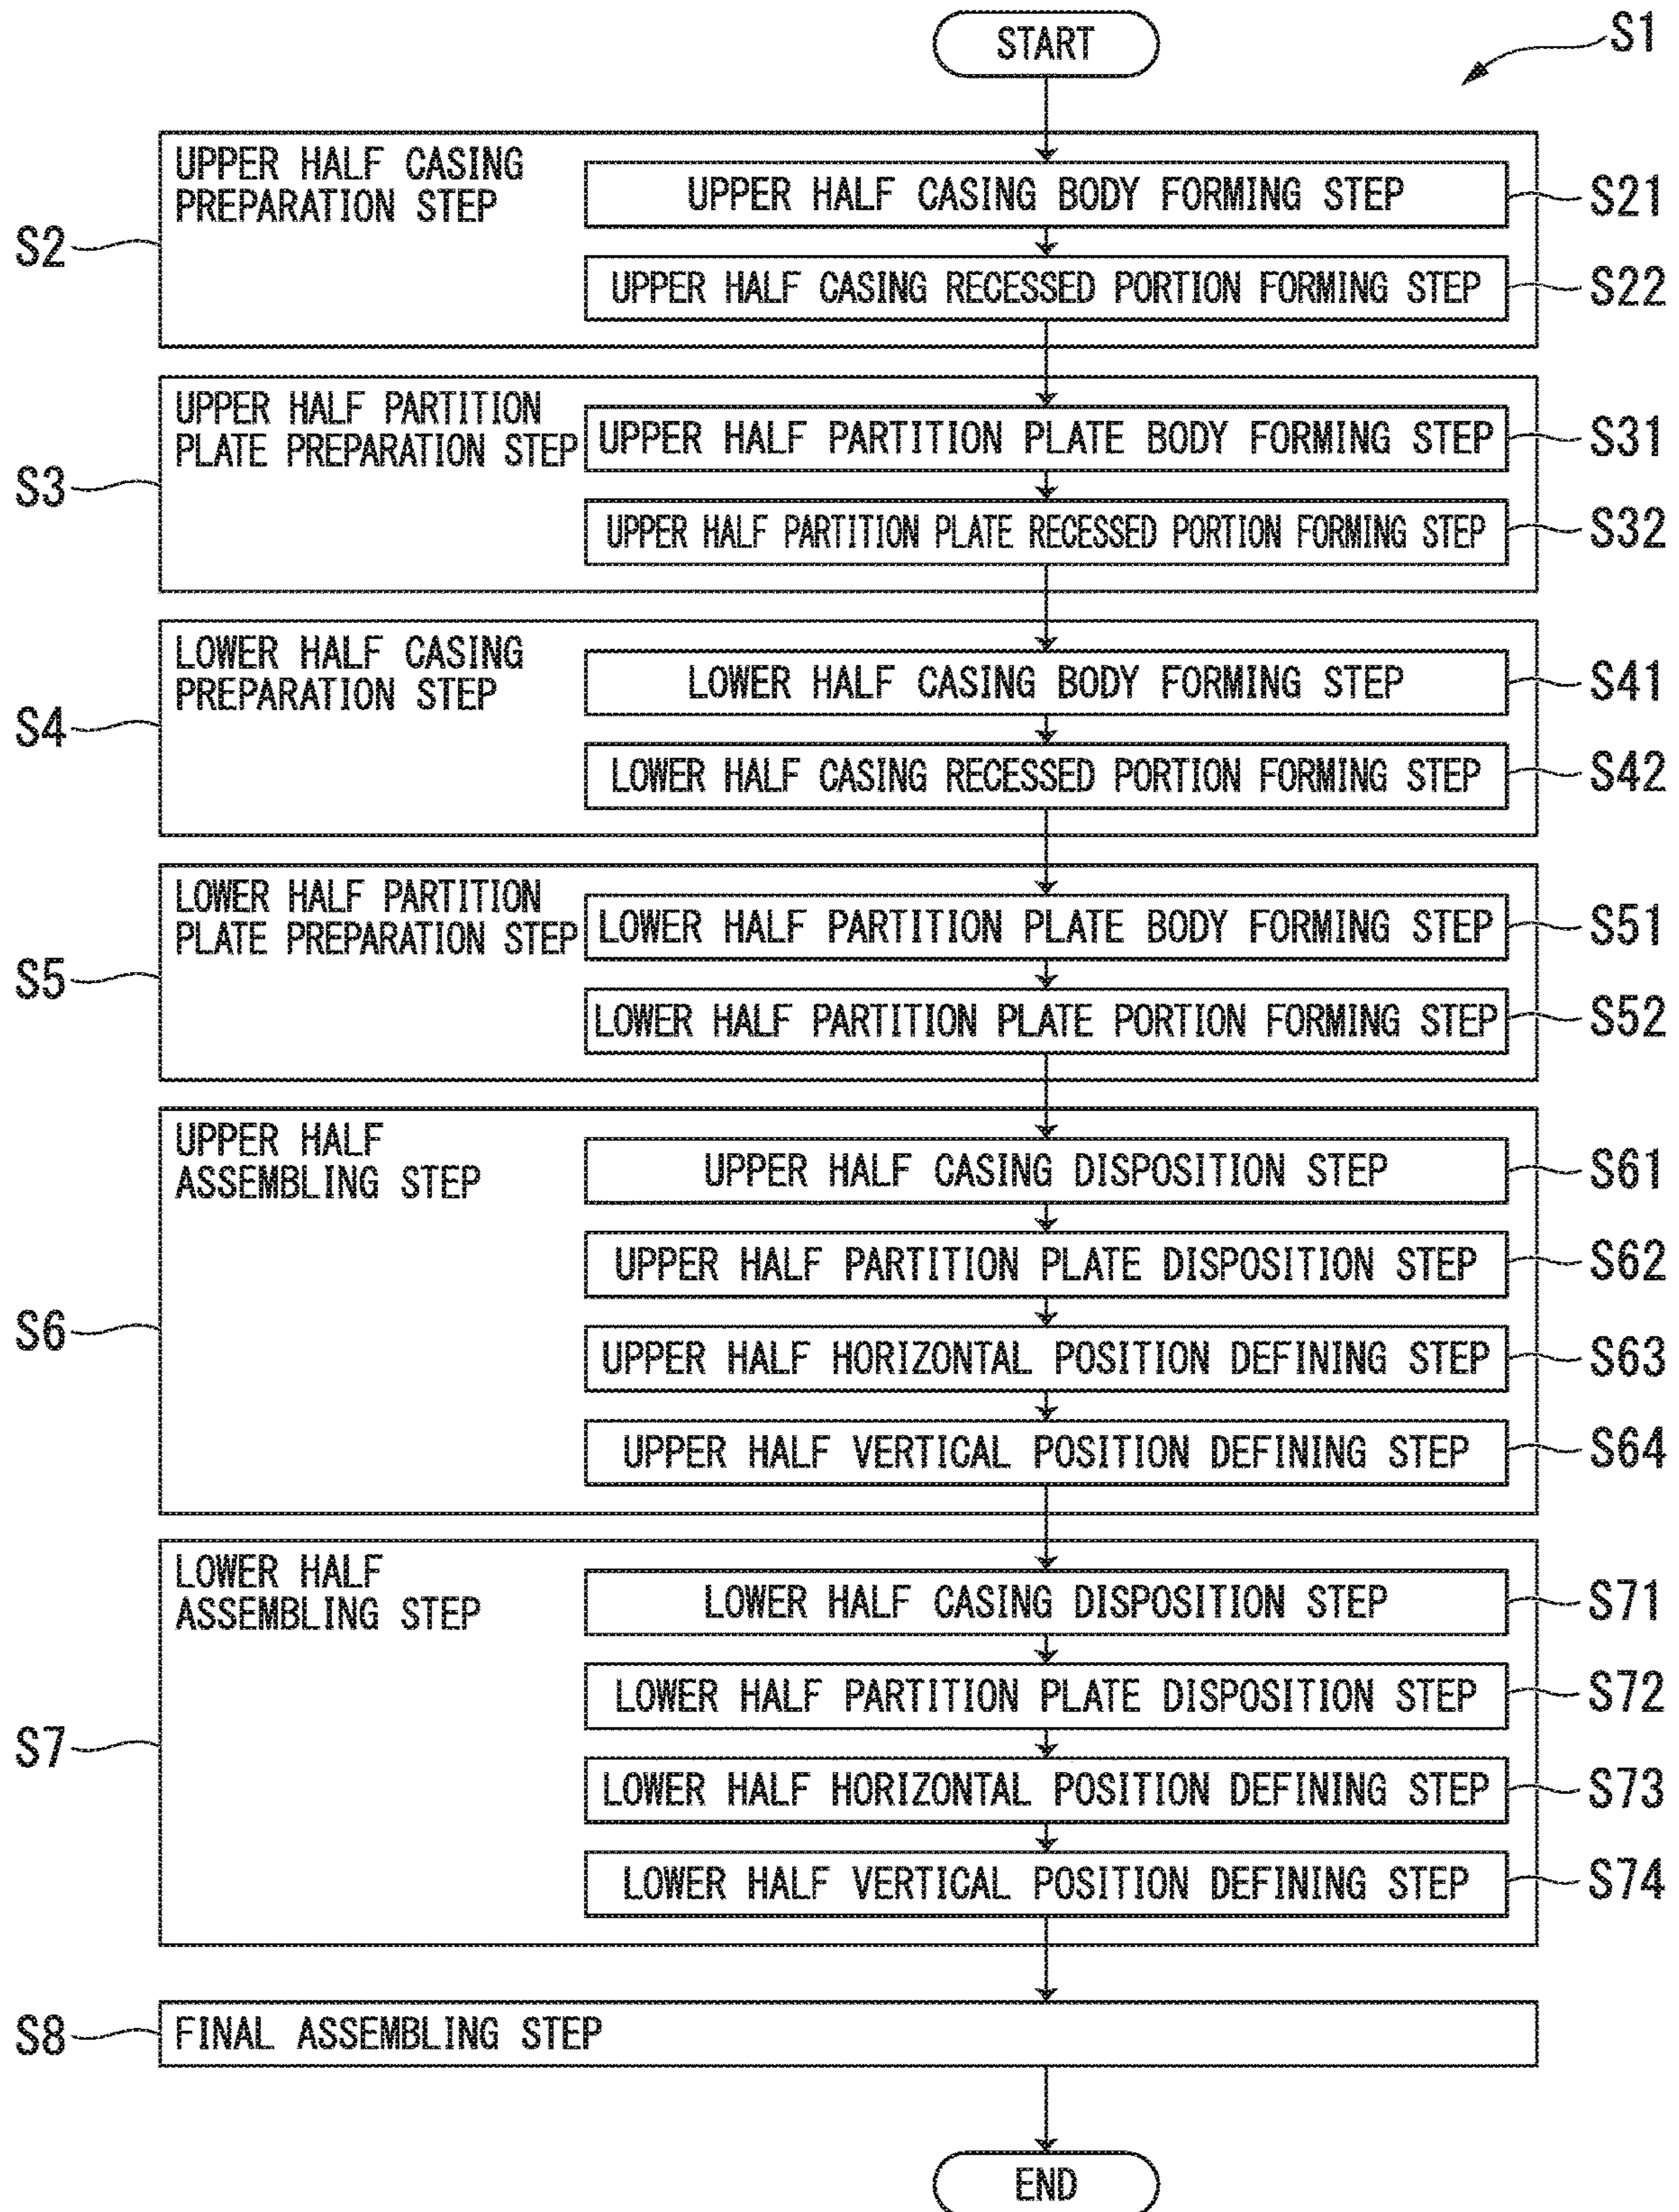 START
S1
S2
UPPER HALF CASING
PREPARATION STEP
UPPER HALF CASING BODY FORMING STEP
S21
UPPER HALF CASING RECESSED PORTION FORMING STEP
S22
S3
UPPER HALF PARTITION
PLATE PREPARATION STEP
UPPER HALF PARTITION PLATE BODY FORMING STEP
S31
UPPER HALF PARTITION PLATE RECESSED PORTION FORMING STEP
S32
S4
LOWER HALF CASING
PREPARATION STEP
LOWER HALF CASING BODY FORMING STEP
S41
LOWER HALF CASING RECESSED PORTION FORMING STEP
S42
S5
LOWER HALF PARTITION
PLATE PREPARATION STEP
LOWER HALF PARTITION PLATE BODY FORMING STEP
S51
LOWER HALF PARTITION PLATE PORTION FORMING STEP
S52
S6
UPPER HALF
ASSEMBLING STEP
UPPER HALF CASING DISPOSITION STEP
S61
UPPER HALF PARTITION PLATE DISPOSITION STEP
S62
UPPER HALF HORIZONTAL POSITION DEFINING STEP
S63
UPPER HALF VERTICAL POSITION DEFINING STEP
S64
S7
LOWER HALF
ASSEMBLING STEP
LOWER HALF CASING DISPOSITION STEP
S71
LOWER HALF PARTITION PLATE DISPOSITION STEP
S72
LOWER HALF HORIZONTAL POSITION DEFINING STEP
S73
LOWER HALF VERTICAL POSITION DEFINING STEP
S74
S8
FINAL ASSEMBLING STEP
END